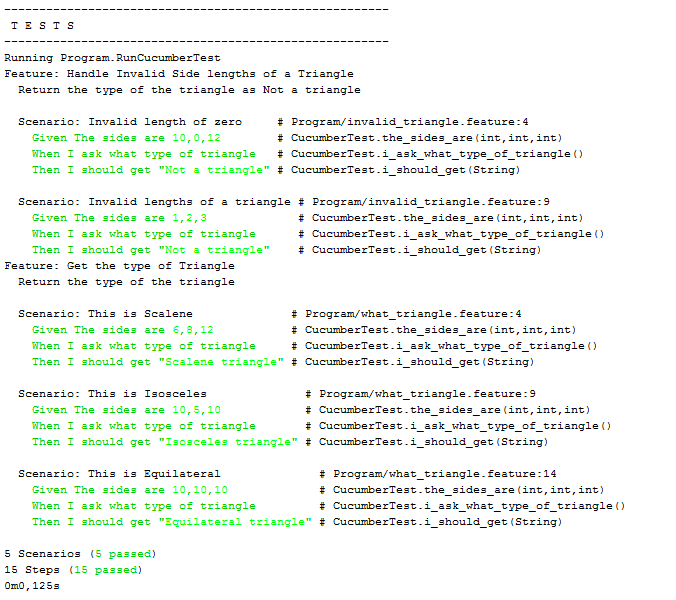 -------------------------------------------------------
 T E S T S
-------------------------------------------------------
Running Program.RunCucumberTest
Feature: Handle Invalid Side lengths of a Triangle
  Return the type of the triangle as Not a triangle

  Scenario: Invalid length of zero     # Program/invalid_triangle.feature:4
    Given The sides are 10,0,12        # CucumberTest.the_sides_are(int,int,int)
    When I ask what type of triangle   # CucumberTest.i_ask_what_type_of_triangle()
    Then I should get "Not a triangle" # CucumberTest.i_should_get(String)

  Scenario: Invalid lengths of a triangle # Program/invalid_triangle.feature:9
    Given The sides are 1,2,3             # CucumberTest.the_sides_are(int,int,int)
    When I ask what type of triangle      # CucumberTest.i_ask_what_type_of_triangle()
    Then I should get "Not a triangle"    # CucumberTest.i_should_get(String)
Feature: Get the type of Triangle
  Return the type of the triangle

  Scenario: This is Scalene              # Program/what_triangle.feature:4
    Given The sides are 6,8,12           # CucumberTest.the_sides_are(int,int,int)
    When I ask what type of triangle     # CucumberTest.i_ask_what_type_of_triangle()
    Then I should get "Scalene triangle" # CucumberTest.i_should_get(String)

  Scenario: This is Isosceles              # Program/what_triangle.feature:9
    Given The sides are 10,5,10            # CucumberTest.the_sides_are(int,int,int)
    When I ask what type of triangle       # CucumberTest.i_ask_what_type_of_triangle()
    Then I should get "Isosceles triangle" # CucumberTest.i_should_get(String)

  Scenario: This is Equilateral              # Program/what_triangle.feature:14
    Given The sides are 10,10,10             # CucumberTest.the_sides_are(int,int,int)
    When I ask what type of triangle         # CucumberTest.i_ask_what_type_of_triangle()
    Then I should get "Equilateral triangle" # CucumberTest.i_should_get(String)

5 Scenarios (5 passed)
15 Steps (15 passed)
0m0,125s